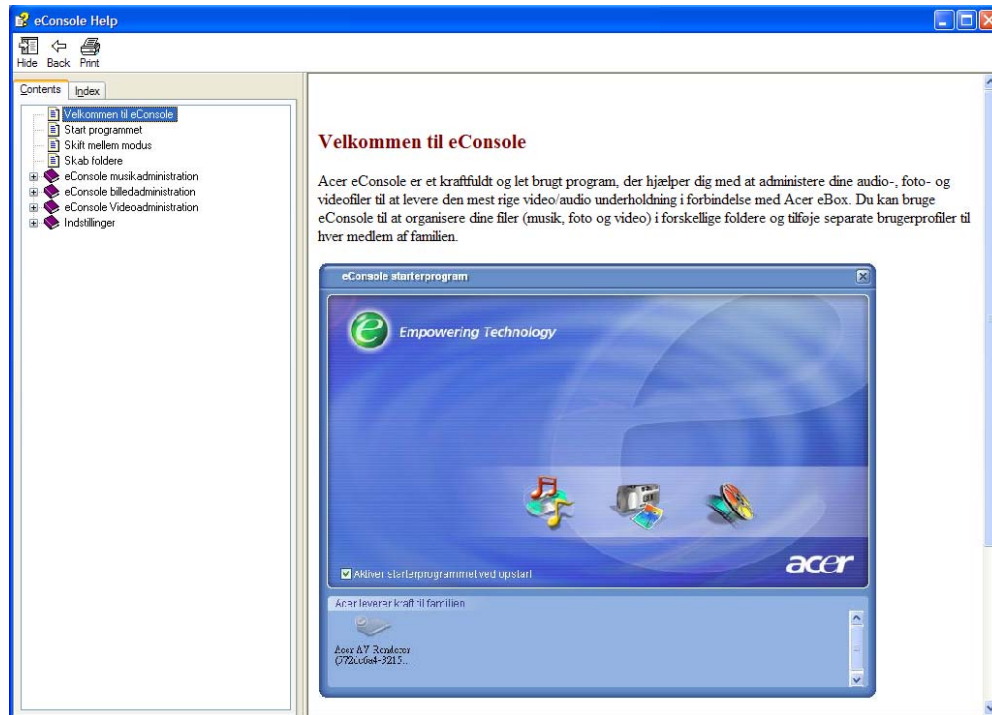 eConsole Help
Hide Back Print
Contents Index
Velkommen til eConsole
Start programmet
Skift mellem modus
Skab foldere
eConsole musikadministration
eConsole billedadministration
eConsole Videoadministration
Indstillinger
Velkommen til eConsole
Acer eConsole er et kraftfuldt og let brugt program, der hjælper dig med at administere dine audio-, foto- og
videofiler til at levere den mest rige video/audio underholdning i forbindelse med Acer eBox. Du kan bruge
eConsole til at organisere dine filer (musik, foto og video) i forskellige foldere og tilføje separate brugerprofiler til
hver medlem af familien.
eConsole starterprogram
e Empowering Technology
acer
Aktiver starterprogrammet ved opstart
Acer leverer kraft til familien
Acer AV Renderer